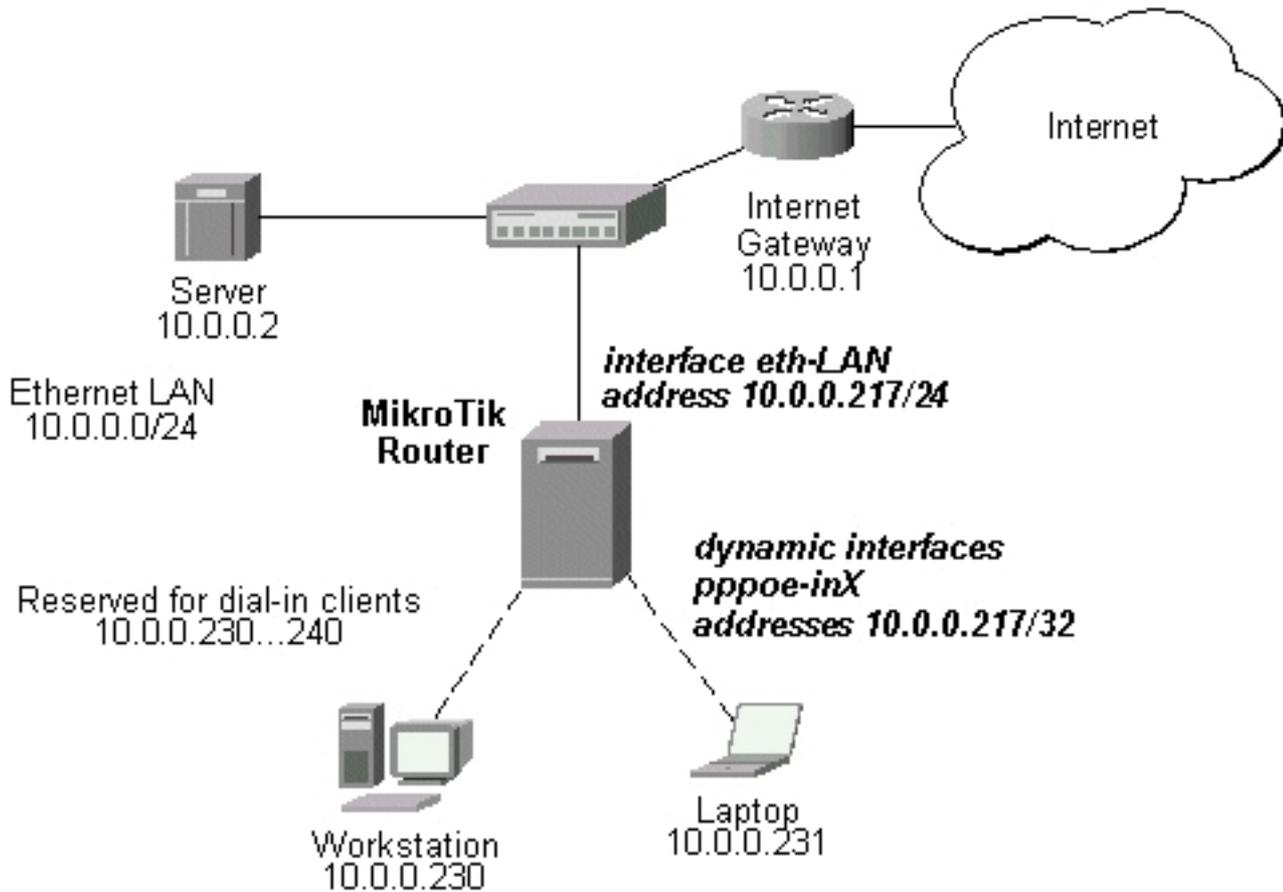 Internet
Internet
Gateway
10.0.0.1
Server
10.0.0.2
Ethernet LAN
10.0.0.0/24
interface eth-LAN
address 10.0.0.217/24
MikroTik
Router
dynamic interfaces
pppoe-inX
addresses 10.0.0.217/32
Reserved for dial-in clients
10.0.0.230...240
Workstation
10.0.0.230
Laptop
10.0.0.231